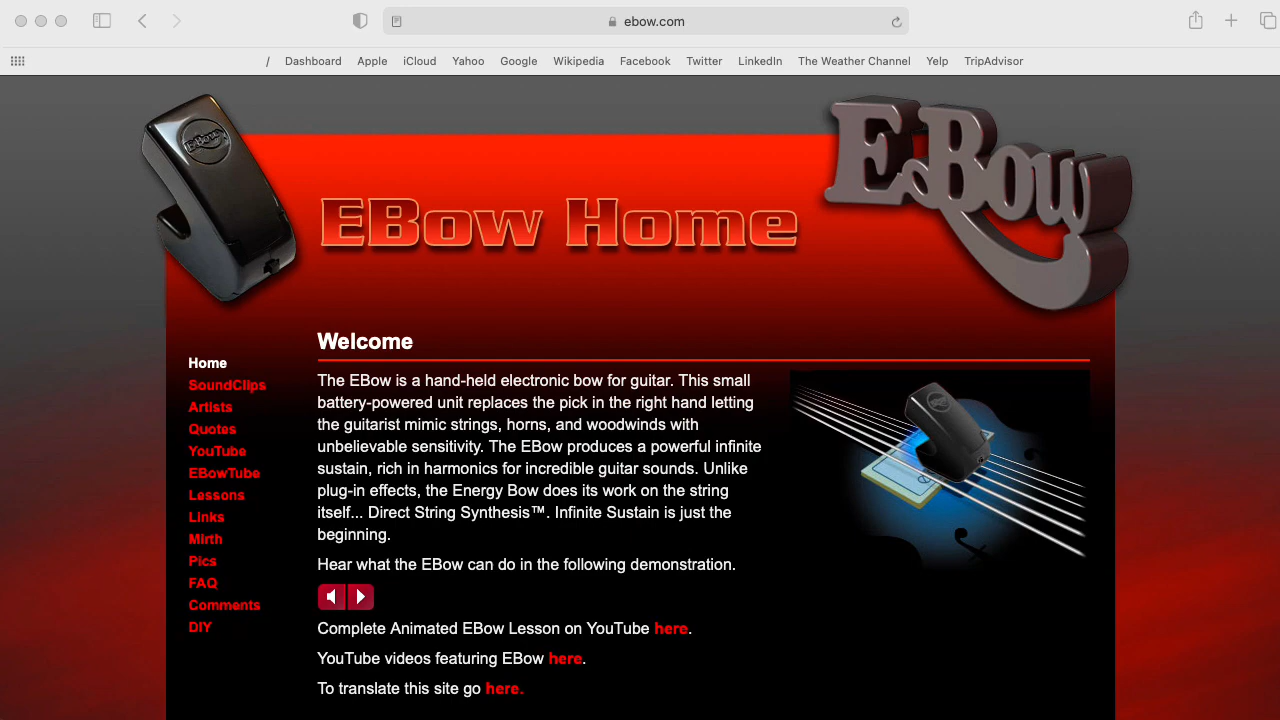 ebow.com
/ Dashboard Apple iCloud Yahoo Google Wikipedia Facebook Twitter LinkedIn The Weather Channel Yelp TripAdvisor
EBow
EBow
EBow Home
Welcome
Home
SoundClips
Artists
Quotes
YouTube
EBowTube
Lessons
Links
Mirth
Pics
FAQ
Comments
DIY
The EBow is a hand-held electronic bow for guitar. This small
battery-powered unit replaces the pick in the right hand letting
the guitarist mimic strings, horns, and woodwinds with
unbelievable sensitivity. The EBow produces a powerful infinite
sustain, rich in harmonics for incredible guitar sounds. Unlike
plug-in effects, the Energy Bow does its work on the string
itself... Direct String Synthesis™. Infinite Sustain is just the
beginning.
Hear what the EBow can do in the following demonstration.
Complete Animated EBow Lesson on YouTube here.
YouTube videos featuring EBow here.
To translate this site go here.